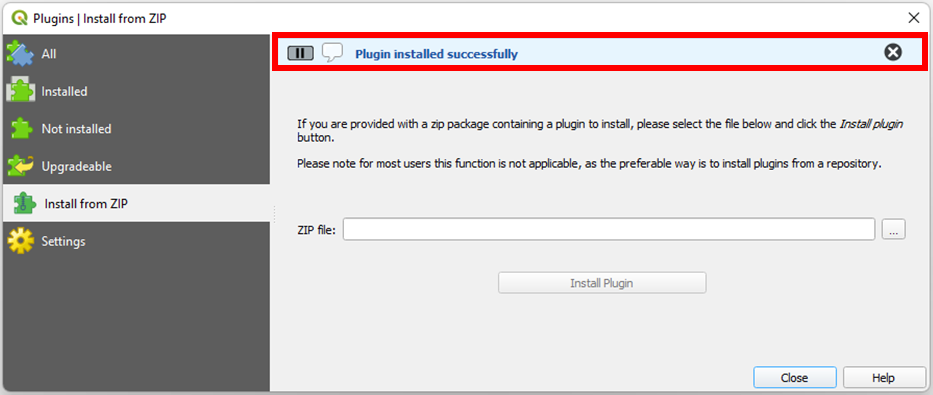 Plugins | Install from ZIP
All
Installed
Not installed
Upgradeable
Install from ZIP
Settings
Plugin installed successfully
If you are provided with a zip package containing a plugin to install, please select the file below and click the Install plugin
button.
Please note for most users this function is not applicable, as the preferable way is to install plugins from a repository.
ZIP file:
...
Install Plugin
Close
Help